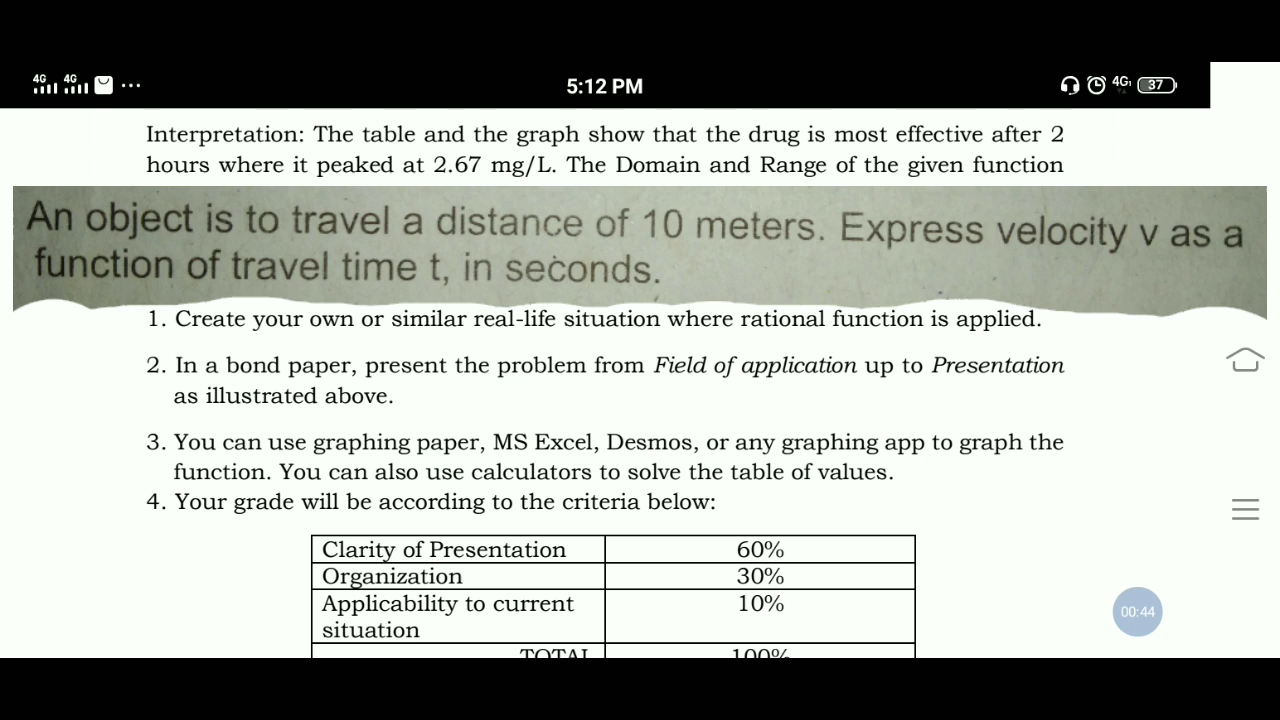 4G 4G ... 5:12 PM 4G 37
Interpretation: The table and the graph show that the drug is most effective after 2
hours where it peaked at 2.67 mg/L. The Domain and Range of the given function
An object is to travel a distance of 10 meters. Express velocity v as a
function of travel time t, in seconds.
1. Create your own or similar real-life situation where rational function is applied.
2. In a bond paper, present the problem from Field of application up to Presentation
as illustrated above.
3. You can use graphing paper, MS Excel, Desmos, or any graphing app to graph the
function. You can also use calculators to solve the table of values.
4. Your grade will be according to the criteria below:
Clarity of Presentation 60%
Organization 30%
Applicability to current 10%
situation
00:44
TOTAL 100%